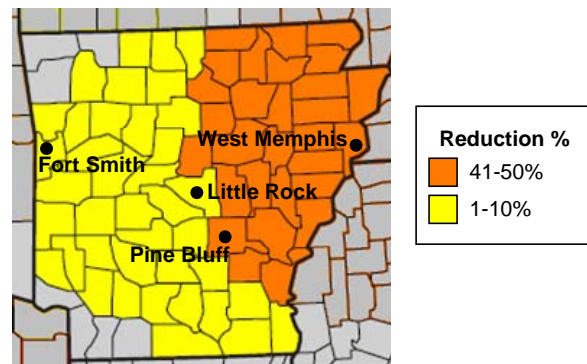 West Memphis
Fort Smith
Little Rock
Pine Bluff
Reduction %
41-50%
1-10%